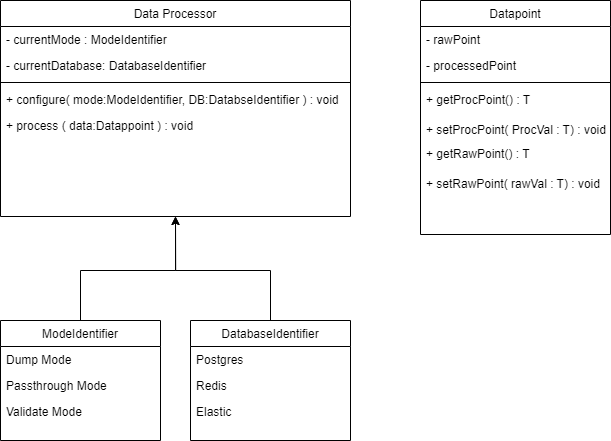 Data Processor
- currentMode : ModeIdentifier
- currentDatabase: DatabaseIdentifier
+ configure( mode:ModeIdentifier, DB:DatabseIdentifier ) : void
+ process ( data:Datappoint ) : void
Datapoint
- rawPoint
- processedPoint
+ getProcPoint() : T
+ setProcPoint( ProcVal : T) : void
+ getRawPoint() : T
+ setRawPoint( rawVal : T) : void
ModeIdentifier
Dump Mode
Passthrough Mode
Validate Mode
DatabaseIdentifier
Postgres
Redis
Elastic